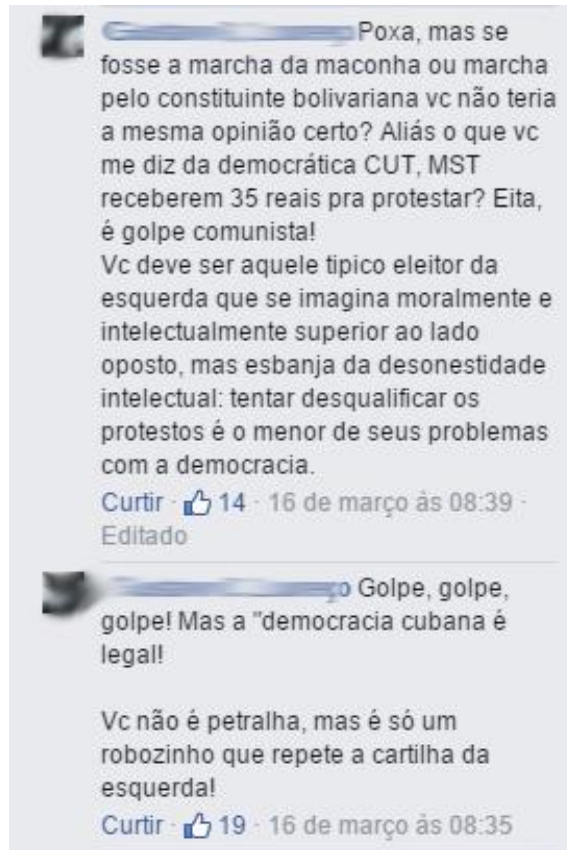 Poxa, mas se
fosse a marcha da maconha ou marcha
pelo constituinte bolivariana vc não teria
a mesma opinião certo? Aliás o que vc
me diz da democrática CUT, MST
receberem 35 reais pra protestar? Eita,
é golpe comunista!
Vc deve ser aquele tipico eleitor da
esquerda que se imagina moralmente e
intelectualmente superior ao lado
oposto, mas esbanja da desonestidade
intelectual: tentar desqualificar os
protestos é o menor de seus problemas
com a democracia.
Curtir · 14 · 16 de março às 08:39 ·
Editado
Golpe, golpe,
golpe! Mas a "democracia cubana é
legal!
Vc não é petralha, mas é só um
robozinho que repete a cartilha da
esquerda!
Curtir · 19 · 16 de março às 08:35